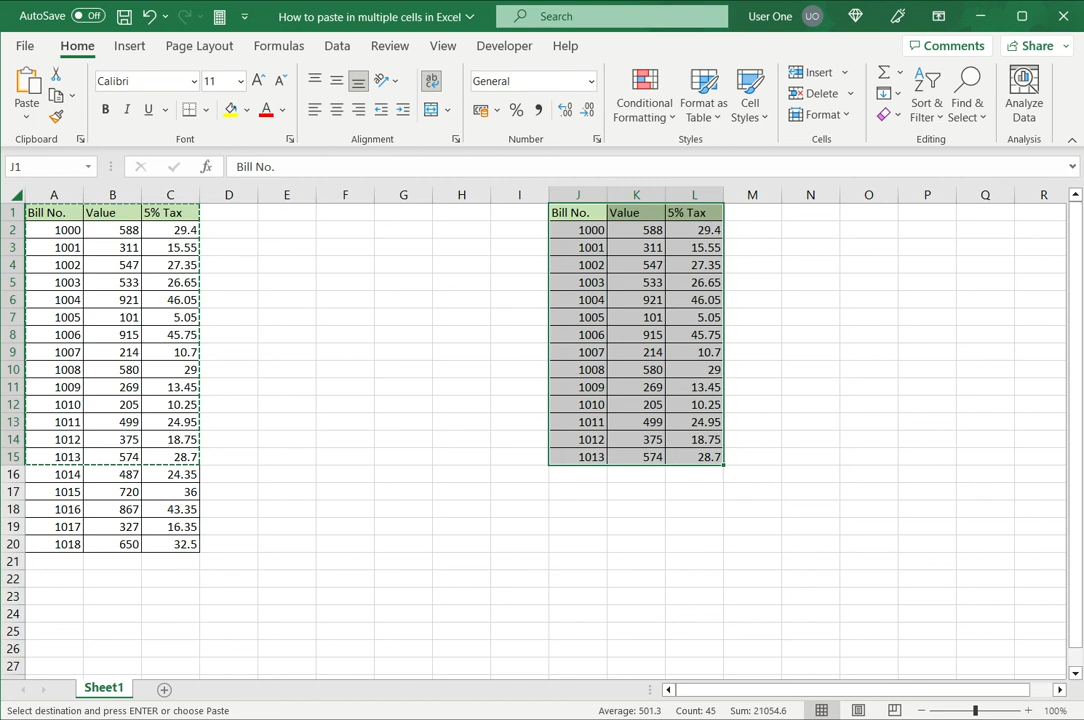 AutoSave Off How to paste in multiple cells in Excel Search User One UO
File Home Insert Page Layout Formulas Data Review View Developer Help Comments Share
Paste Calibri 11 A A B I U A ab c General % Conditional Formatting Format as Table Cell Styles Insert Delete Format Sort & Filter Find & Select Analyze Data
Clipboard Font Alignment Number Styles Cells Editing Analysis
J1 fx Bill No.
A B C D E F G H I J K L M N O P Q R
1 Bill No. Value 5% Tax Bill No. Value 5% Tax
2 1000 588 29.4 1000 588 29.4
3 1001 311 15.55 1001 311 15.55
4 1002 547 27.35 1002 547 27.35
5 1003 533 26.65 1003 533 26.65
6 1004 921 46.05 1004 921 46.05
7 1005 101 5.05 1005 101 5.05
8 1006 915 45.75 1006 915 45.75
9 1007 214 10.7 1007 214 10.7
10 1008 580 29 1008 580 29
11 1009 269 13.45 1009 269 13.45
12 1010 205 10.25 1010 205 10.25
13 1011 499 24.95 1011 499 24.95
14 1012 375 18.75 1012 375 18.75
15 1013 574 28.7 1013 574 28.7
16 1014 487 24.35
17 1015 720 36
18 1016 867 43.35
19 1017 327 16.35
20 1018 650 32.5
21
22
23
24
25
26
27
Sheet1
Select destination and press ENTER or choose Paste Average: 501.3 Count: 45 Sum: 21054.6 100%